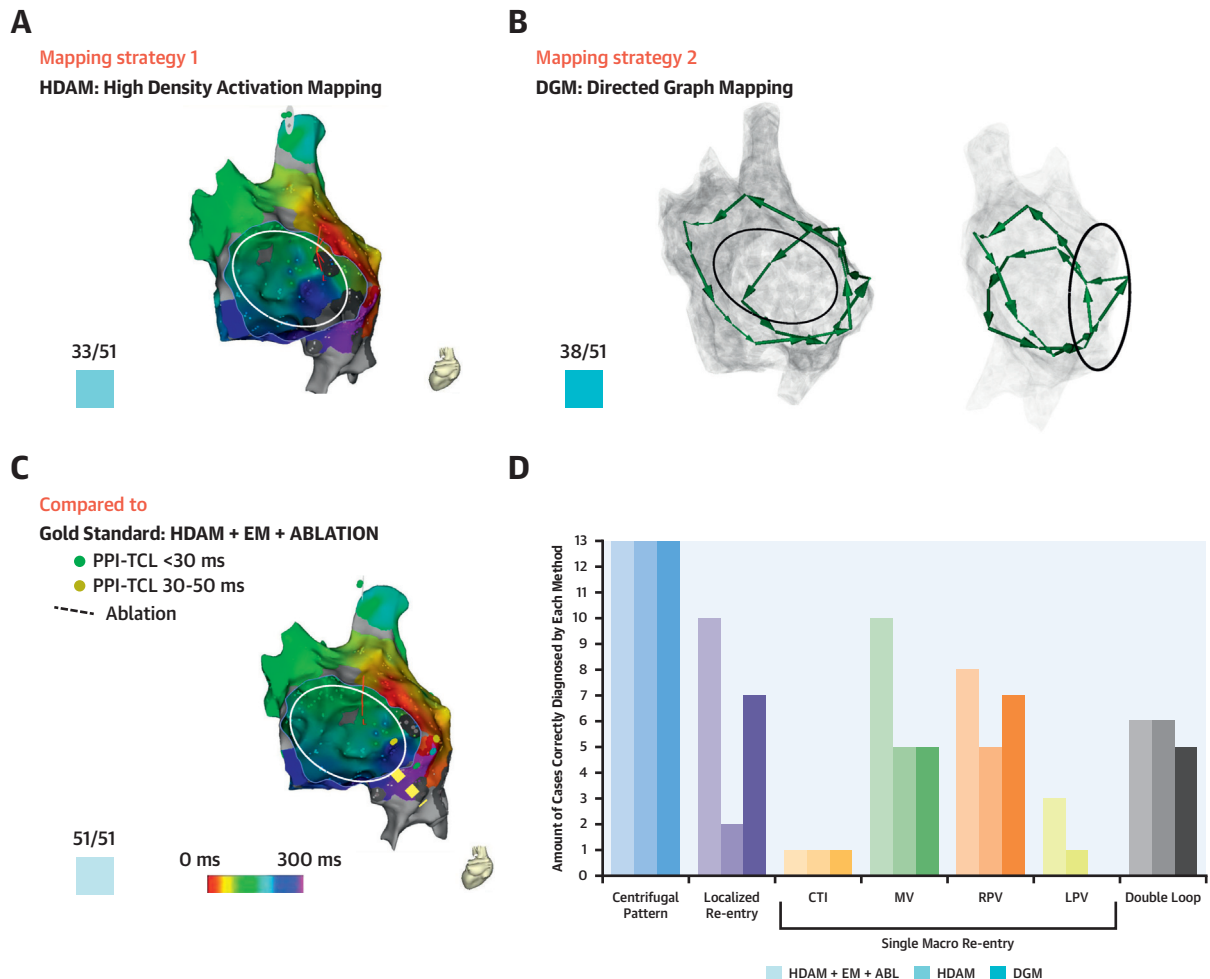 A
Mapping strategy 1
HDAM: High Density Activation Mapping
33/51
B
Mapping strategy 2
DGM: Directed Graph Mapping
38/51
C
Compared to
Gold Standard: HDAM + EM + ABLATION
PPI-TCL <30 ms
PPI-TCL 30-50 ms
Ablation
51/51
0 ms 300 ms
D
Amount of Cases Correctly Diagnosed by Each Method
13
12
11
10
9
8
7
6
5
4
3
2
1
0
Centrifugal Pattern
Localized Re-entry
CTI
MV
RPV
LPV
Double Loop
Single Macro Re-entry
HDAM + EM + ABL HDAM DGM